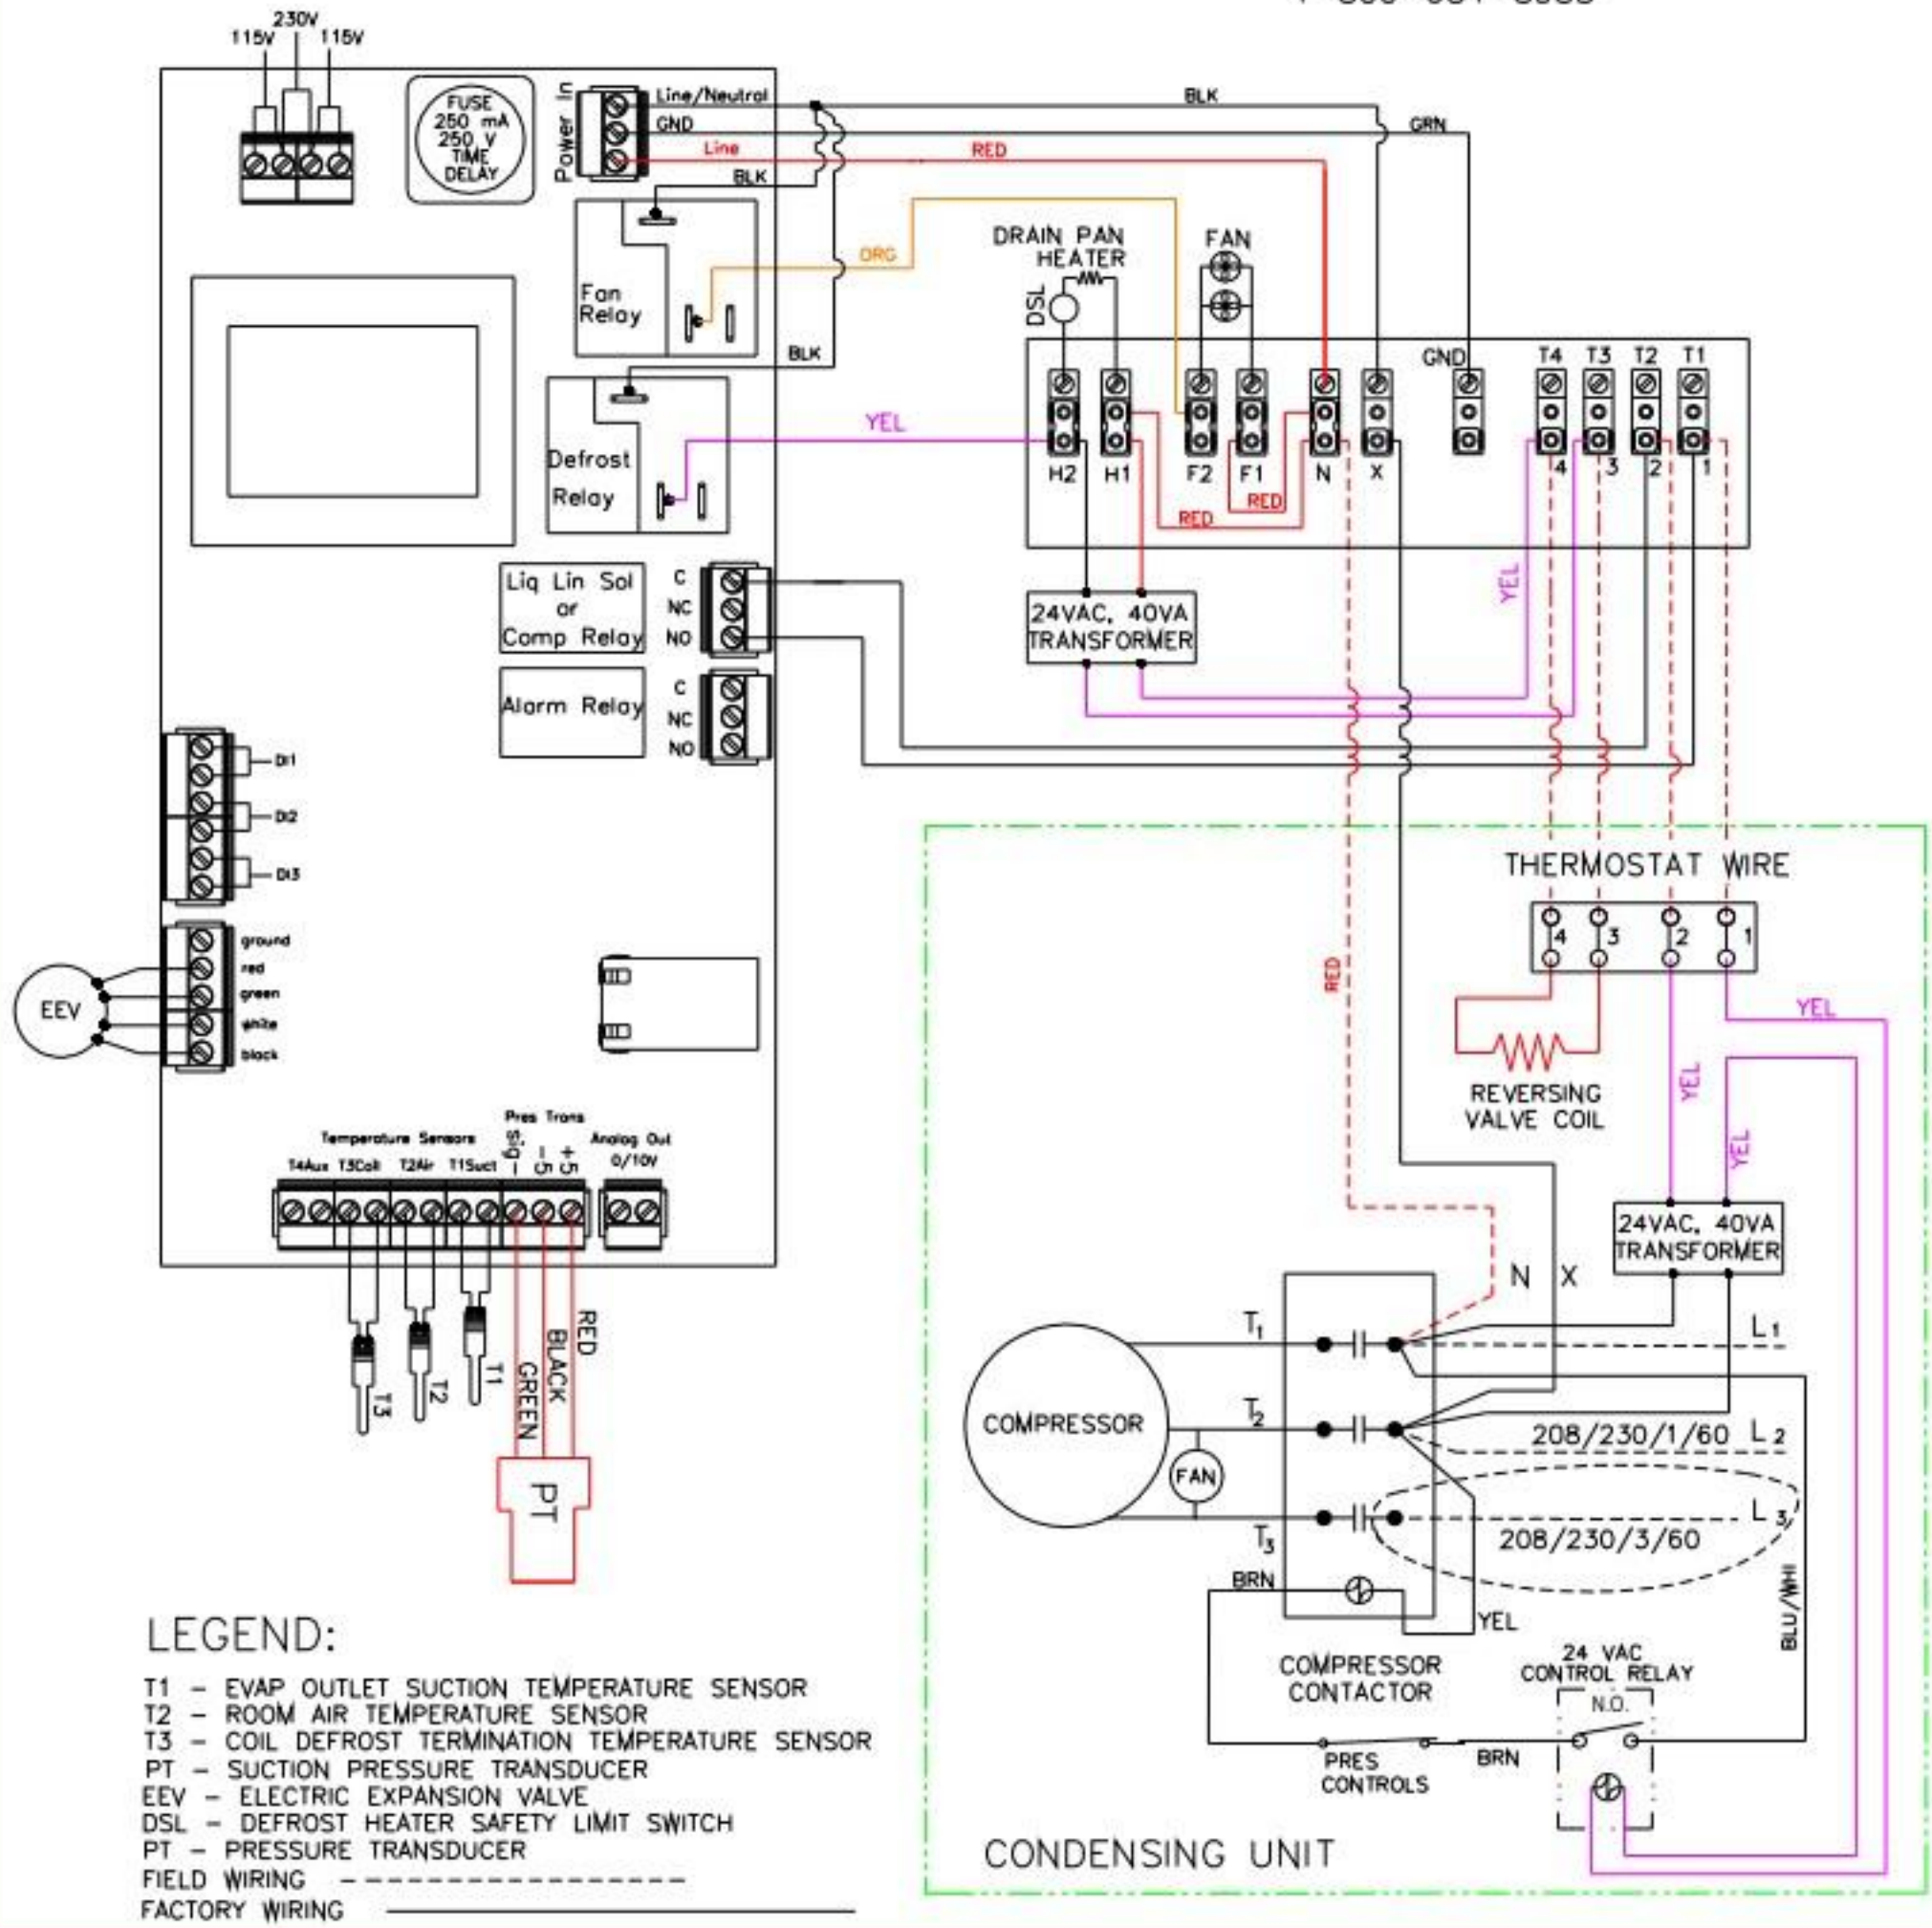 230V
115V 115V
FUSE
250 mA
250 V
TIME
DELAY
Power In
Line/Neutral
GND
Line
BLK
GRN
RED
BLK
ORG
Fan
Relay
BLK
DRAIN PAN
HEATER
DSL
FAN
GND
T4 T3 T2 T1
YEL
Defrost
Relay
H2 H1 F2 F1 N X
4 3 2 1
RED
RED
Liq Lin Sol
or
Comp Relay
C
NC
NO
24VAC, 40VA
TRANSFORMER
YEL
Alarm Relay
C
NC
NO
DI1
DI2
DI3
ground
red
green
white
black
EEV
THERMOSTAT WIRE
4 3 2 1
RED
YEL
YEL
YEL
REVERSING
VALVE COIL
Pres Trans
Temperature Sensors
T4Aux T3Coil T2Air T1Suct
sig -
-5
+5
Analog Out
0/10V
24VAC, 40VA
TRANSFORMER
N X
T3
T2
T1
GREEN
BLACK
RED
PT
COMPRESSOR
FAN
T1
T2
T3
L1
208/230/1/60 L2
L3
208/230/3/60
BRN
YEL
BLU/WHI
COMPRESSOR
CONTACTOR
24 VAC
CONTROL RELAY
N.O.
PRES
CONTROLS
BRN
CONDENSING UNIT
LEGEND:
T1 - EVAP OUTLET SUCTION TEMPERATURE SENSOR
T2 - ROOM AIR TEMPERATURE SENSOR
T3 - COIL DEFROST TERMINATION TEMPERATURE SENSOR
PT - SUCTION PRESSURE TRANSDUCER
EEV - ELECTRIC EXPANSION VALVE
DSL - DEFROST HEATER SAFETY LIMIT SWITCH
PT - PRESSURE TRANSDUCER
FIELD WIRING
FACTORY WIRING